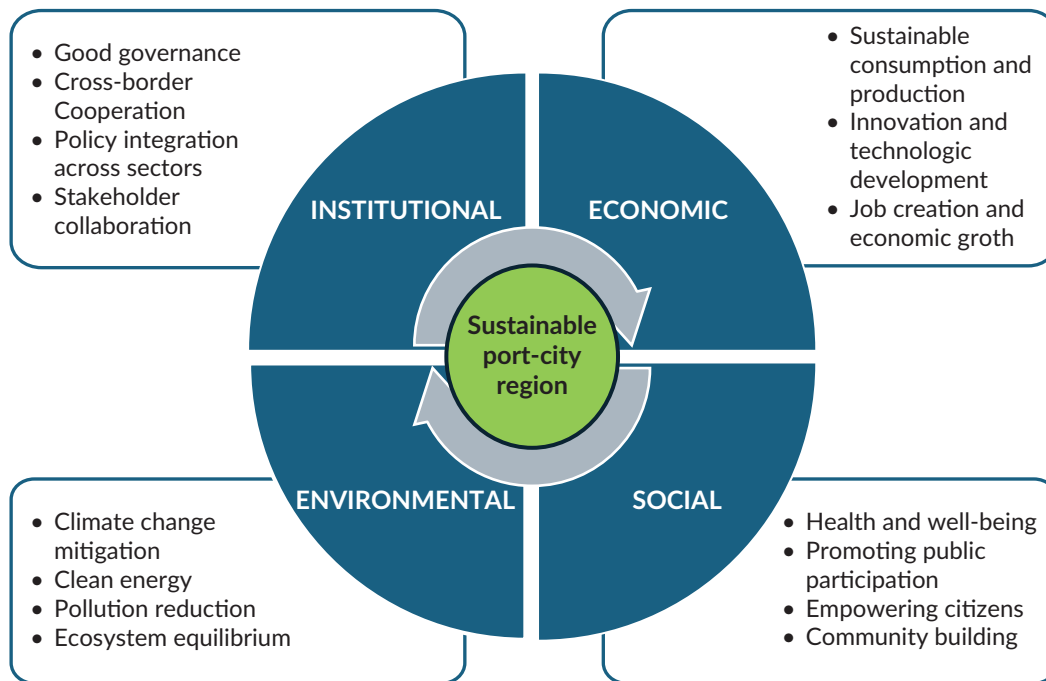 • Good governance
• Cross-border
Cooperation
• Policy integration
across sectors
• Stakeholder
collaboration
• Sustainable
consumption and
production
• Innovation and
technologic
development
• Job creation and
economic groth
INSTITUTIONAL
ECONOMIC
Sustainable
port-city
region
ENVIRONMENTAL
SOCIAL
• Climate change
mitigation
• Clean energy
• Pollution reduction
• Ecosystem equilibrium
• Health and well-being
• Promoting public
participation
• Empowering citizens
• Community building